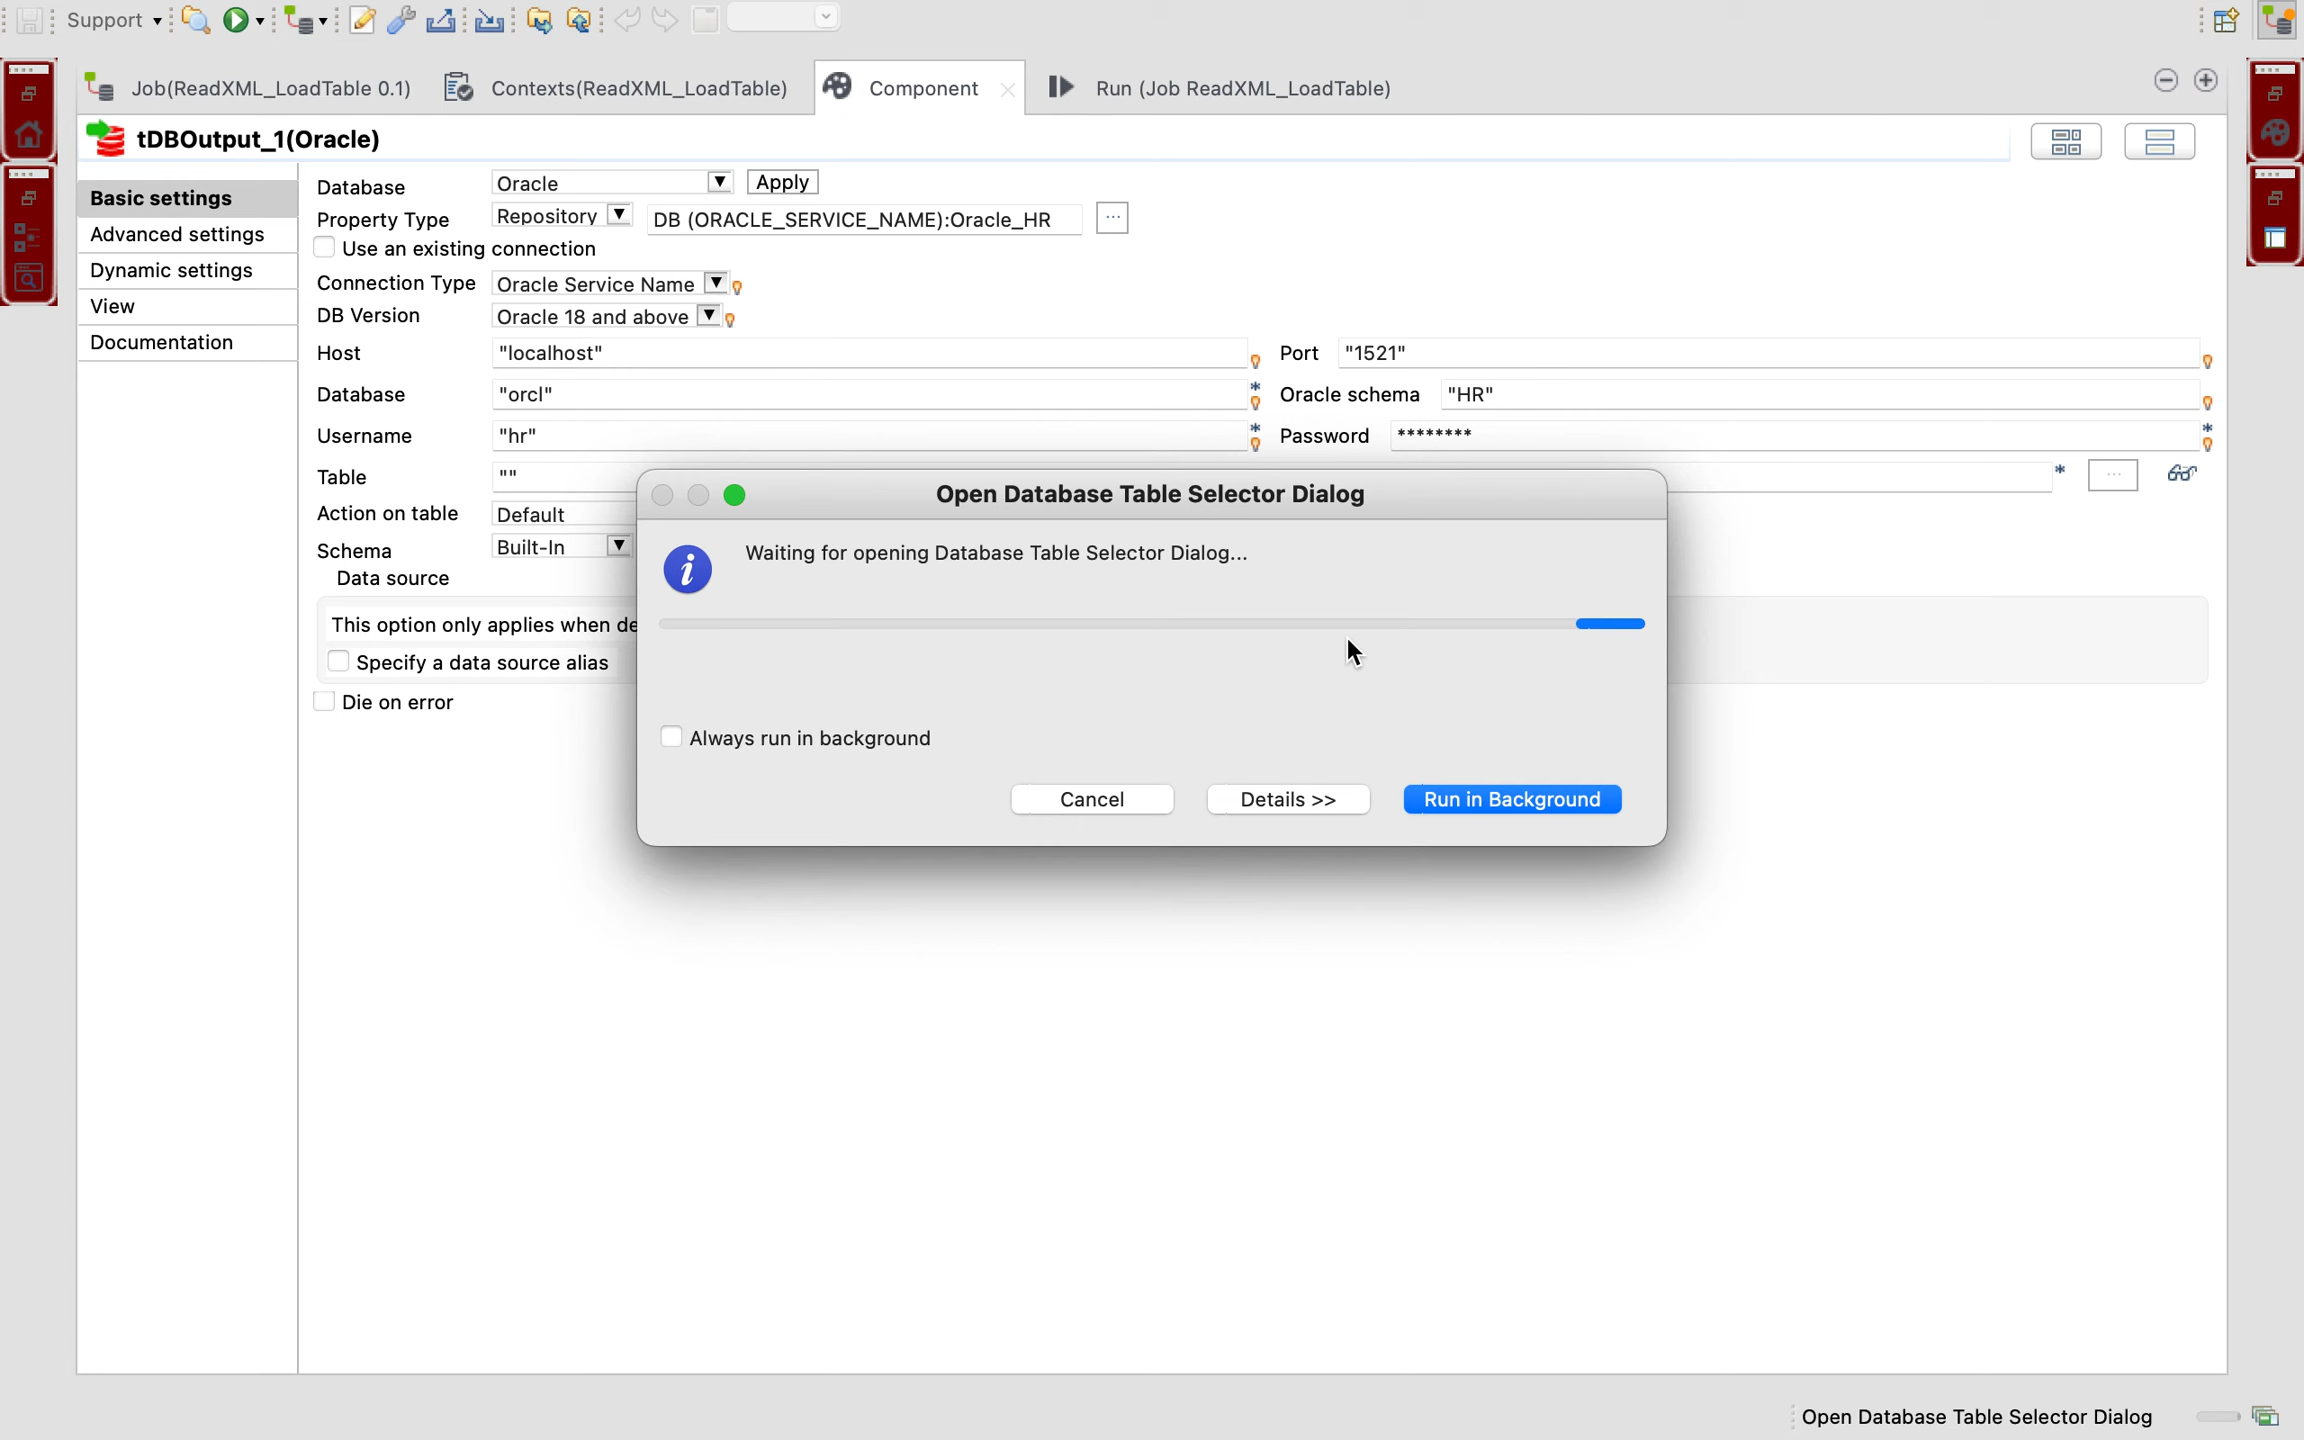 Support
Job(ReadXML_LoadTable 0.1)
Contexts(ReadXML_LoadTable)
Component
Run (Job ReadXML_LoadTable)
tDBOutput_1(Oracle)
Basic settings
Advanced settings
Dynamic settings
View
Documentation
Database
Oracle
Apply
Property Type
Repository
DB (ORACLE_SERVICE_NAME):Oracle_HR
...
Use an existing connection
Connection Type
Oracle Service Name
DB Version
Oracle 18 and above
Host
"localhost"
Port
"1521"
Database
"orcl"
*
Oracle schema
"HR"
Username
"hr"
*
Password
********
*
Table
""
*
...
Action on table
Default
Schema
Built-In
Data source
This option only applies when de
Specify a data source alias
Die on error
Open Database Table Selector Dialog
Waiting for opening Database Table Selector Dialog...
Always run in background
Cancel
Details >>
Run in Background
Open Database Table Selector Dialog